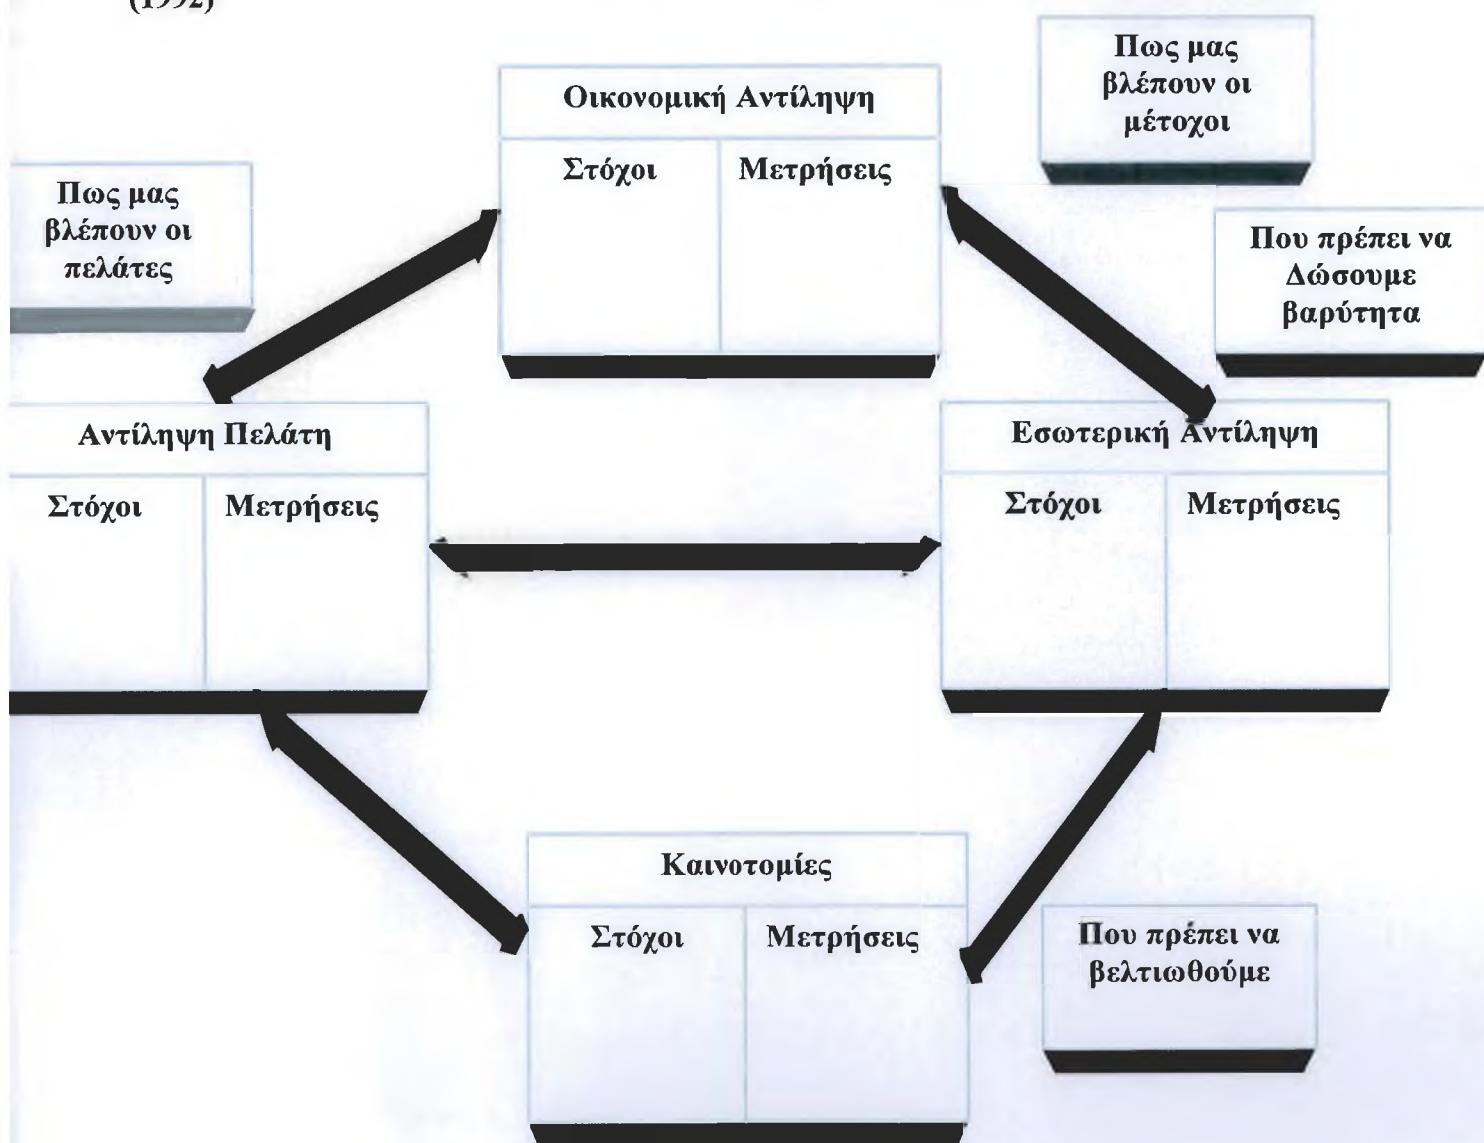 (1992)
Πως μας
βλέπουν οι
μέτοχοι
Οικονομική Αντίληψη
Στόχοι Μετρήσεις
Πως μας
βλέπουν οι
πελάτες
Που πρέπει να
Δώσουμε
βαρύτητα
Αντίληψη Πελάτη
Στόχοι Μετρήσεις
Εσωτερική Αντίληψη
Στόχοι Μετρήσεις
Καινοτομίες
Στόχοι Μετρήσεις
Που πρέπει να
βελτιωθούμε